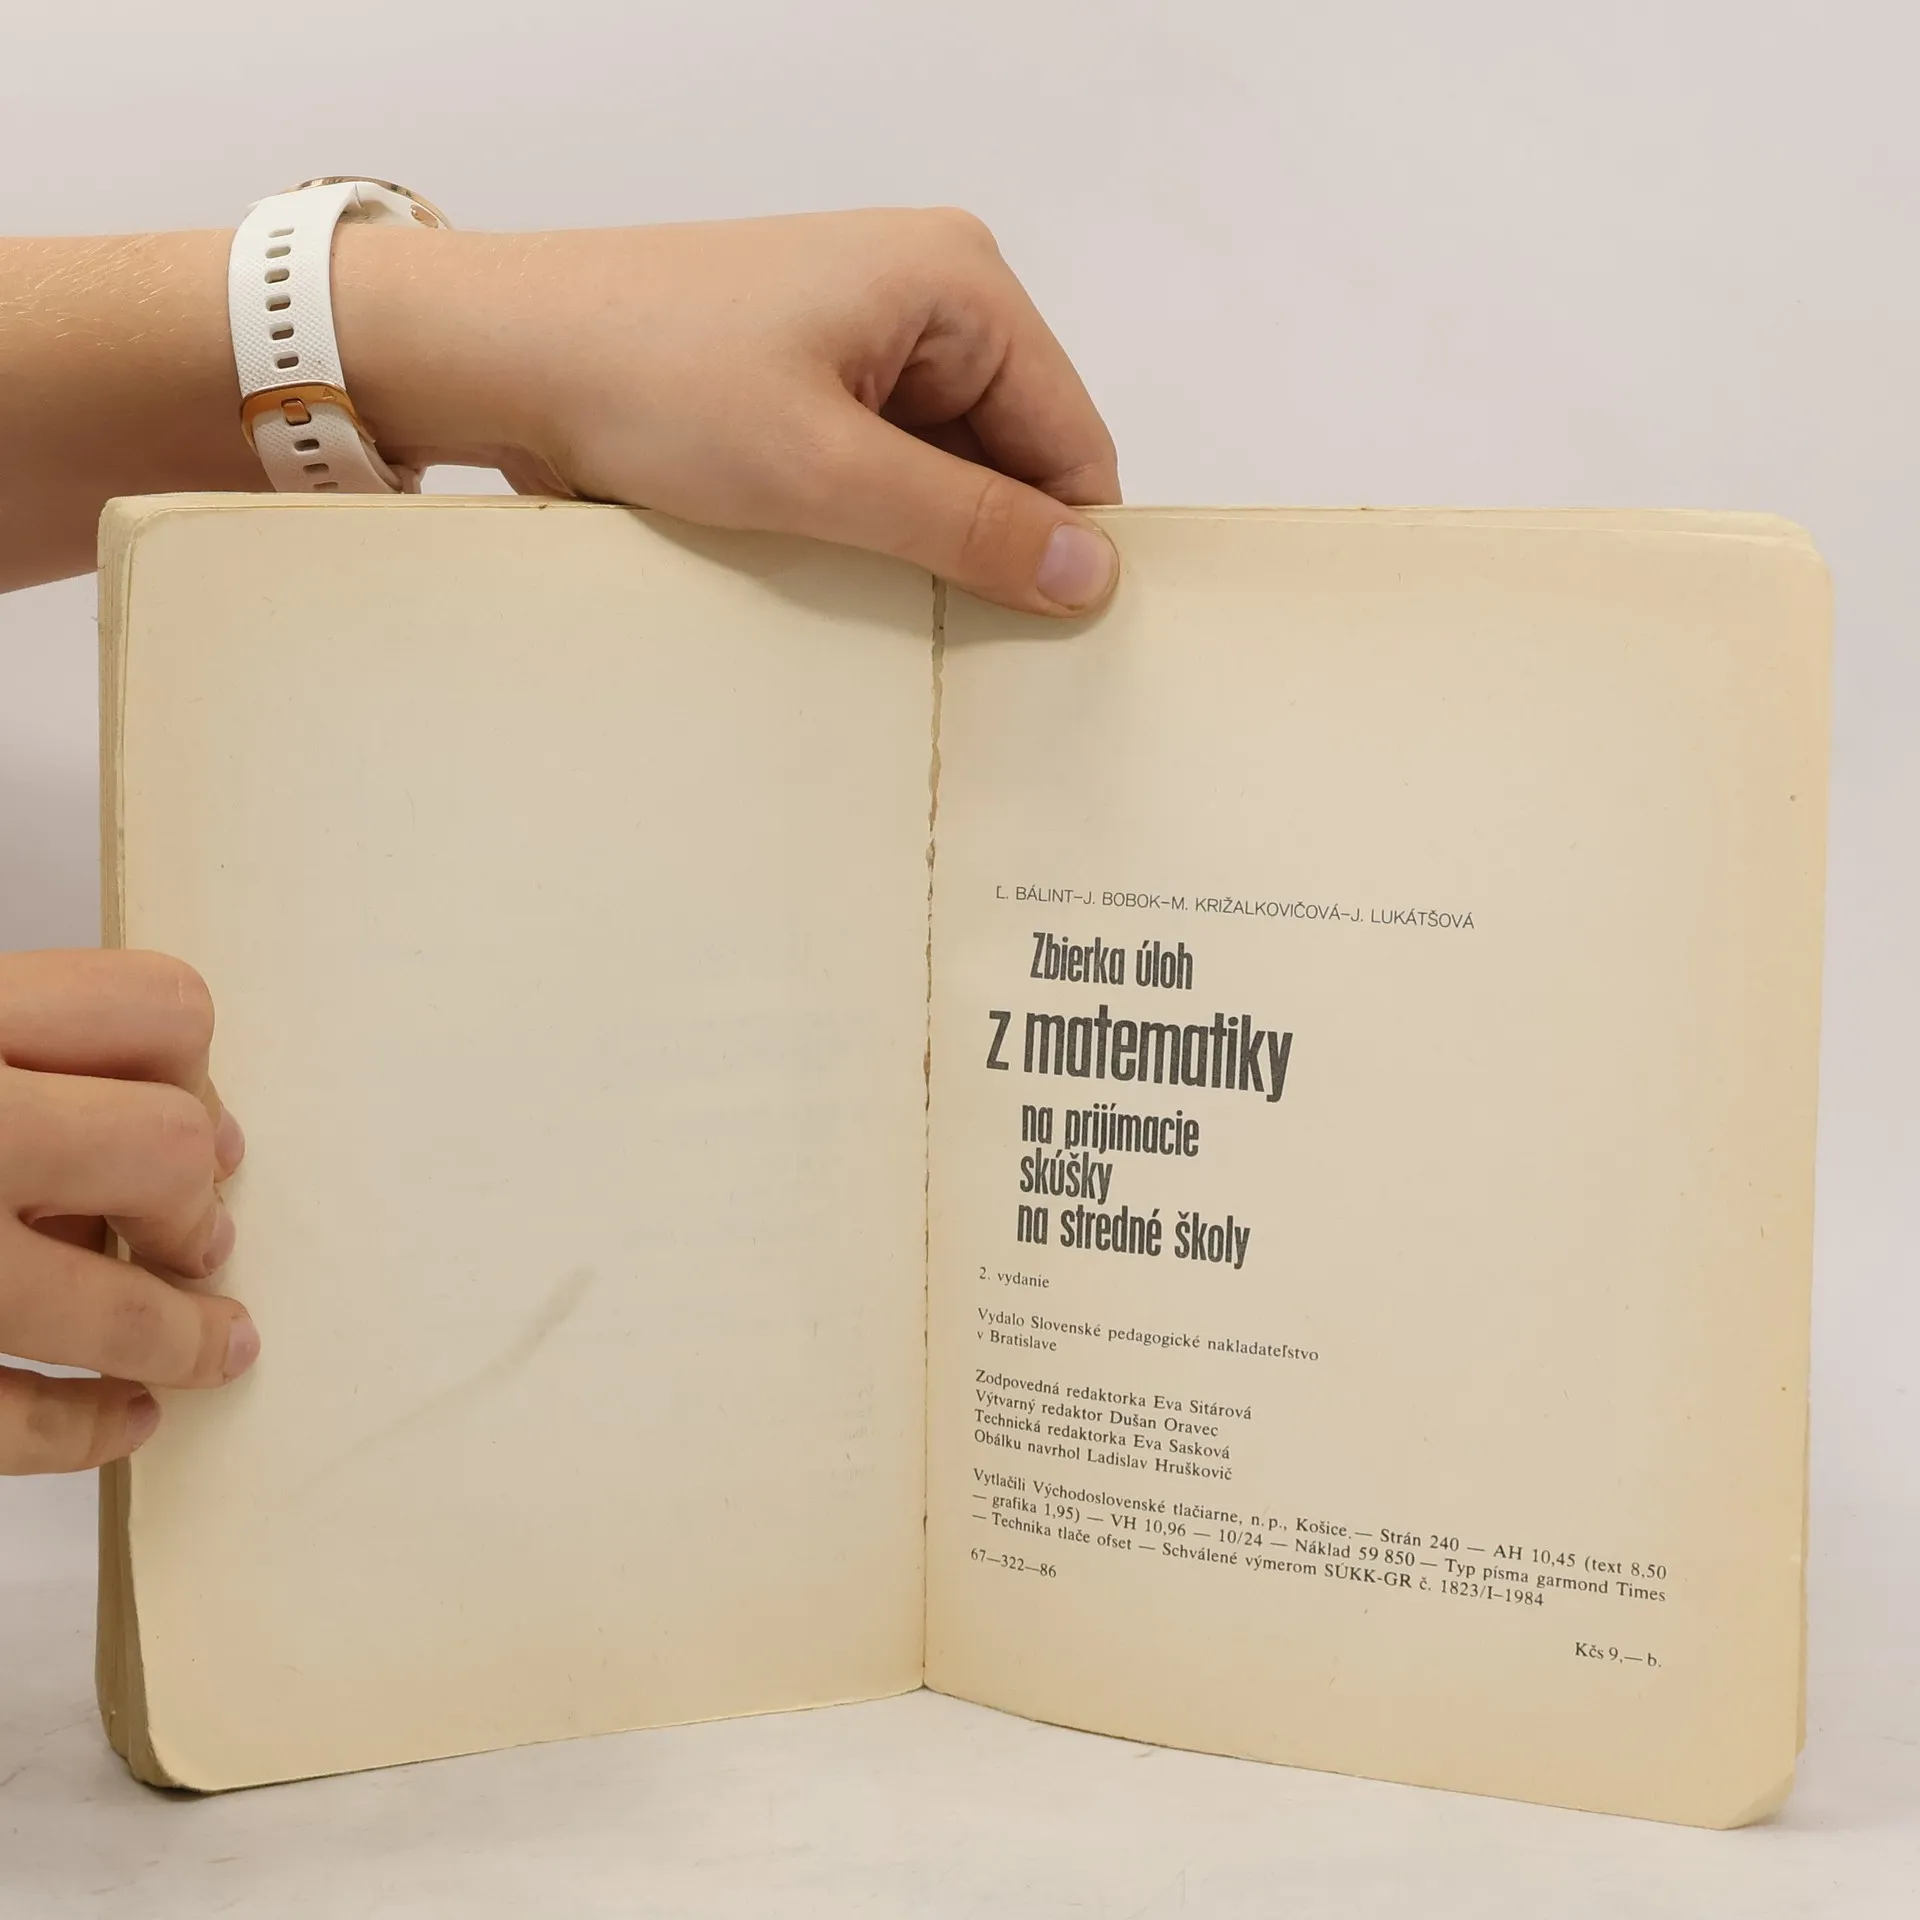 Ľ. BÁLINT–J. BOBOK–M. KRIŽALKOVIČOVÁ–J. LUKÁTŠOVÁ
Zbierka úloh
z matematiky
na prijímacie
skúšky
na stredné školy
2. vydanie
Vydalo Slovenské pedagogické nakladateľstvo
v Bratislave
Zodpovedná redaktorka Eva Sitárová
Výtvarný redaktor Dušan Oravec
Technická redaktorka Eva Sasková
Obálku navrhol Ladislav Hruškovič
Vytlačili Východoslovenské tlačiarne, n. p., Košice. — Strán 240 — AH 10,45 (text 8,50
— grafika 1,95) — VH 10,96 — 10/24 — Náklad 59 850 — Typ písma garmond Times
— Technika tlače ofset — Schválené výmerom SÚKK-GR č. 1823/I–1984
67—322—86
Kčs 9,— b.